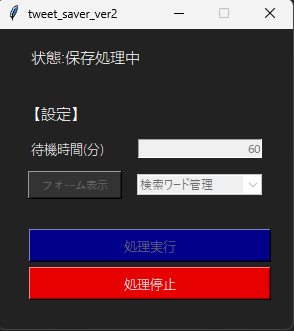 tweet_saver_ver2
状態:保存処理中
【設定】
待機時間(分) 60
フォーム表示 検索ワード管理
処理実行
処理停止